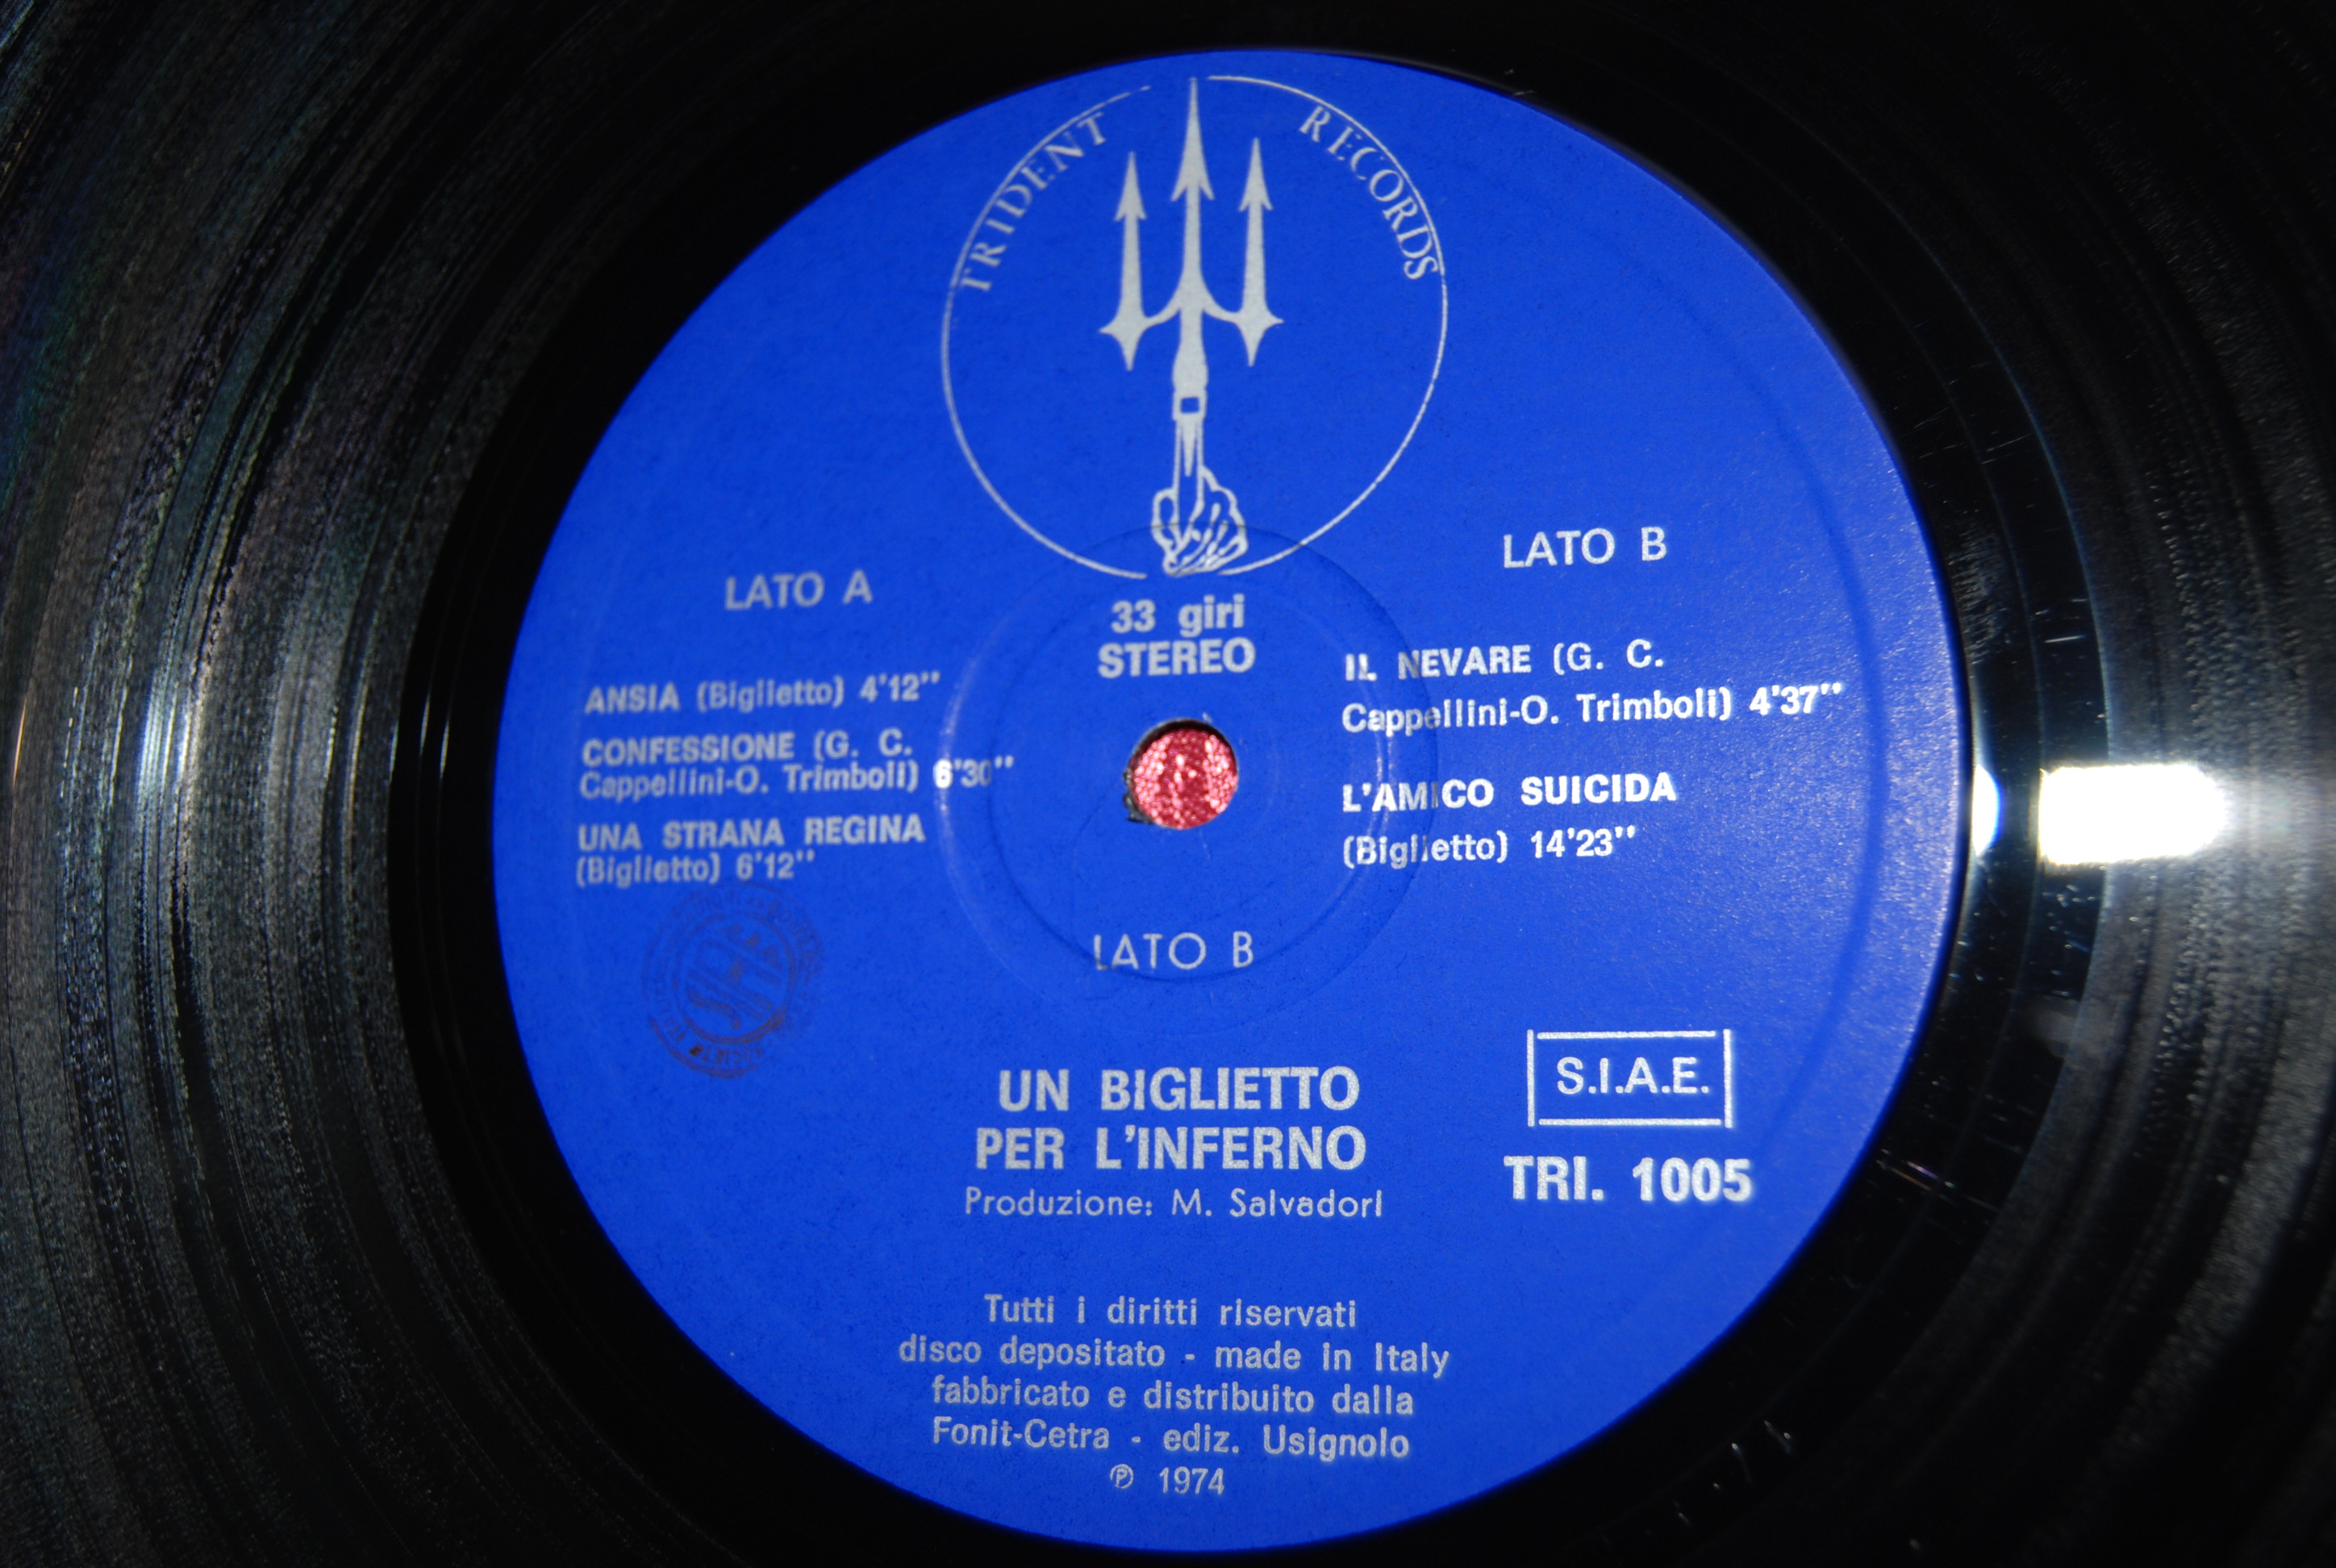 TRIDENT RECORDS
LATO A
ANSIA (Biglietto) 4'12"
CONFESSIONE (G. C.
Cappellini-O. Trimboli) 6'30"
UNA STRANA REGINA
(Biglietto) 6'12"
33 giri
STEREO
LATO B
IL NEVARE (G. C.
Cappellini-O. Trimboli) 4'37"
L'AMICO SUICIDA
(Biglietto) 14'23"
LATO B
UN BIGLIETTO
PER L'INFERNO
Produzione: M. Salvadori
S.I.A.E.
TRI. 1005
Tutti i diritti riservati
disco depositato - made in Italy
fabbricato e distribuito dalla
Fonit-Cetra - ediz. Usignolo
℗ 1974